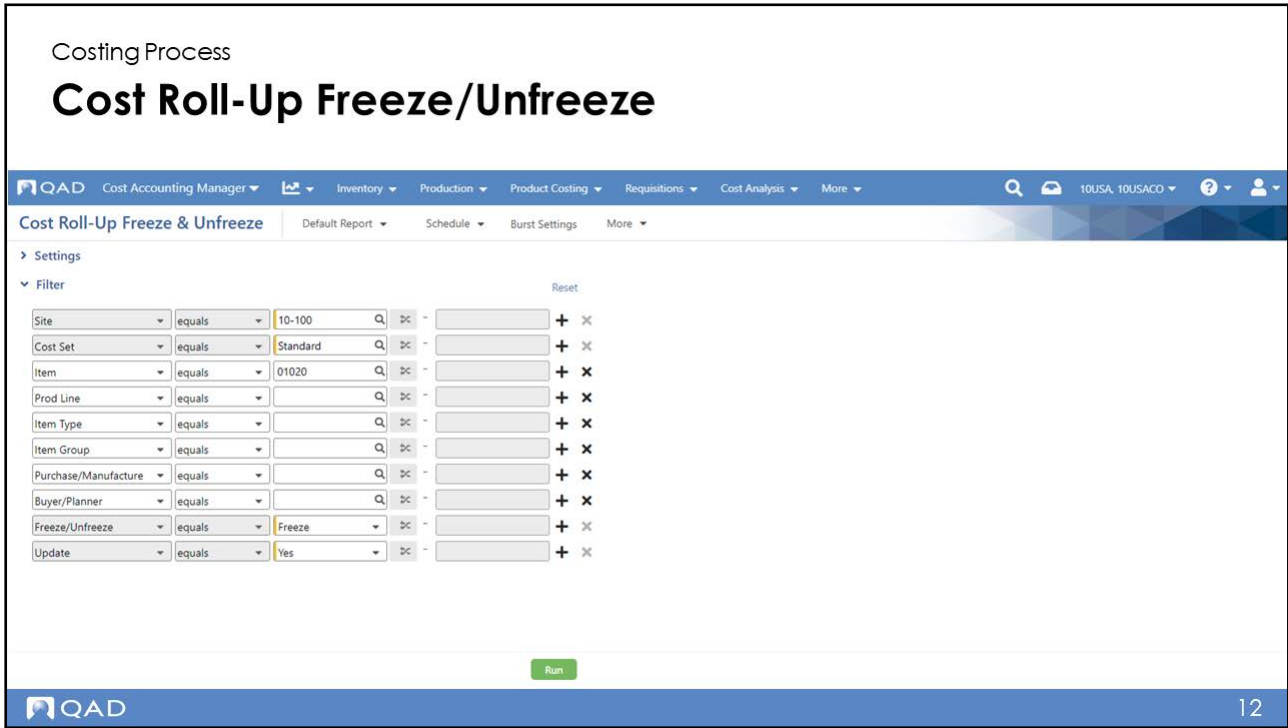 Costing Process
Cost Roll-Up Freeze/Unfreeze
QAD Cost Accounting Manager Inventory Production Product Costing Requisitions Cost Analysis More 10USA, 10USACO
Cost Roll-Up Freeze & Unfreeze Default Report Schedule Burst Settings More
Settings
Filter Reset
Site equals 10-100 -
Cost Set equals Standard -
Item equals 01020 -
Prod Line equals -
Item Type equals -
Item Group equals -
Purchase/Manufacture equals -
Buyer/Planner equals -
Freeze/Unfreeze equals Freeze -
Update equals Yes -
Run
QAD 12